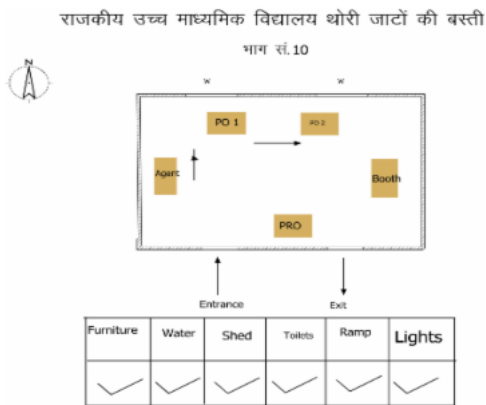 राजकीय उच्च माध्यमिक विद्यालय थोरी जाटों की बस्ती
भाग सं.10
N
W W
PO 1 PO 2
Agent Booth
PRO
Entrance Exit
Furniture Water Shed Toilets Ramp Lights